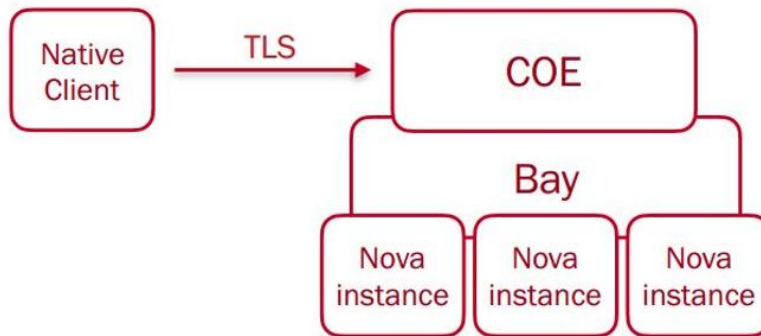 Native
Client
TLS
COE
Bay
Nova
instance
Nova
instance
Nova
instance